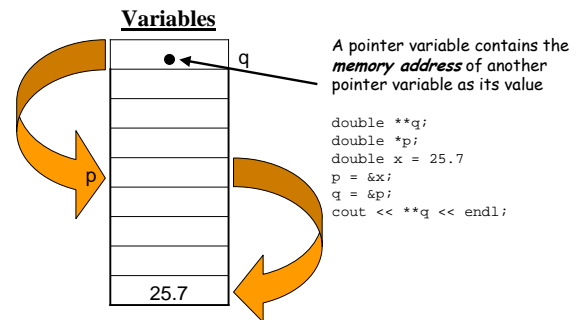 Variables
q
p
25.7
A pointer variable contains the
memory address of another
pointer variable as its value
double **q;
double *p;
double x = 25.7
p = &x;
q = &p;
cout << **q << endl;